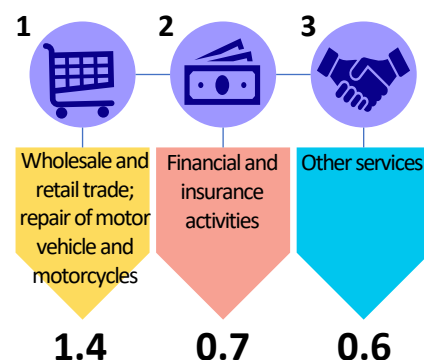 1
Wholesale and
retail trade;
repair of motor
vehicle and
motorcycles
1.4
2
Financial and
insurance
activities
0.7
3
Other services
0.6